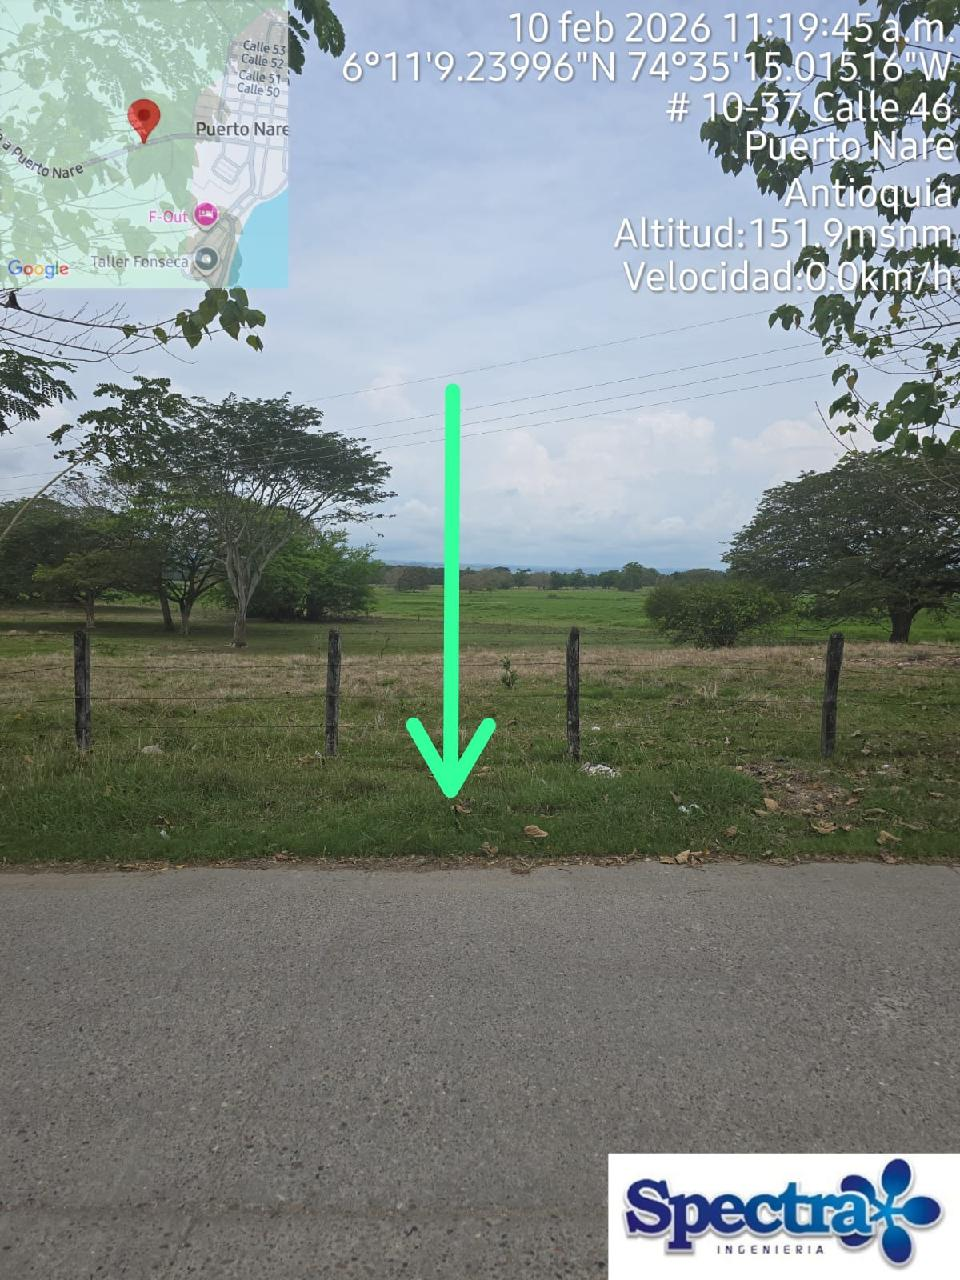 10 feb 2026 11:19:45 a.m.
6°11'9.23996"N 74°35'15.01516"W
# 10-37 Calle 46
Puerto Nare
Antioquia
Altitud:151.9msnm
Velocidad:0.0km/h
Calle 53
Calle 52
Calle 51
Calle 50
Puerto Nare
a Puerto Nare
F-Out
Taller Fonseca
Google
Spectra
INGENIERIA